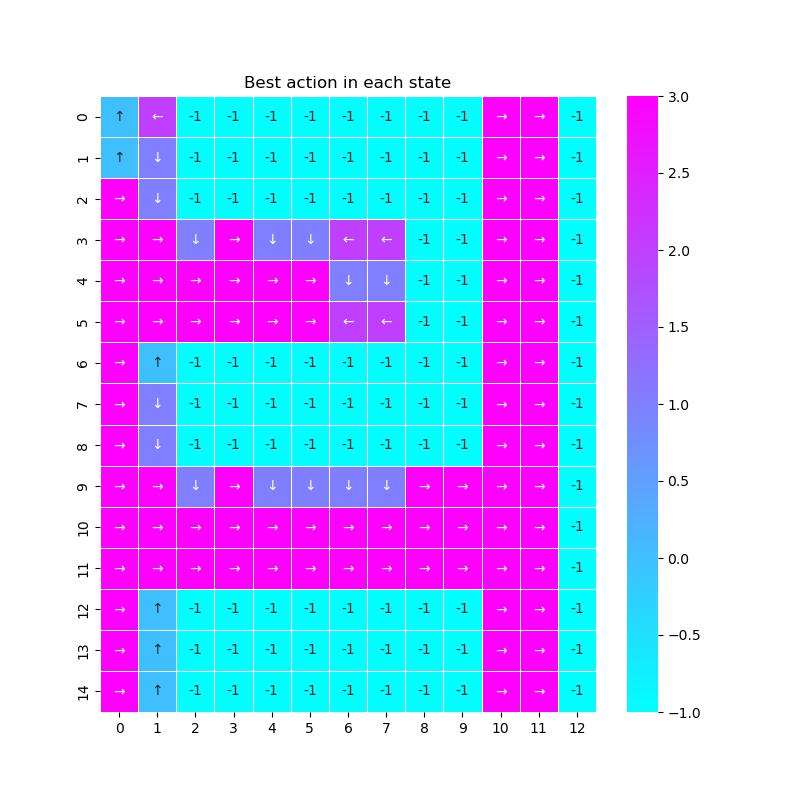 Best action in each state
0 ↑ ← -1 -1 -1 -1 -1 -1 -1 -1 → → -1
1 ↑ ↓ -1 -1 -1 -1 -1 -1 -1 -1 → → -1
2 → ↓ -1 -1 -1 -1 -1 -1 -1 -1 → → -1
3 → → ↓ → ↓ ↓ ← ← -1 -1 → → -1
4 → → → → → → ↓ ↓ -1 -1 → → -1
5 → → → → → → ← ← -1 -1 → → -1
6 → ↑ -1 -1 -1 -1 -1 -1 -1 -1 → → -1
7 → ↓ -1 -1 -1 -1 -1 -1 -1 -1 → → -1
8 → ↓ -1 -1 -1 -1 -1 -1 -1 -1 → → -1
9 → → ↓ → ↓ ↓ ↓ ↓ → → → → -1
10 → → → → → → → → → → → → -1
11 → → → → → → → → → → → → -1
12 → ↑ -1 -1 -1 -1 -1 -1 -1 -1 → → -1
13 → ↑ -1 -1 -1 -1 -1 -1 -1 -1 → → -1
14 → ↑ -1 -1 -1 -1 -1 -1 -1 -1 → → -1
0 1 2 3 4 5 6 7 8 9 10 11 12
3.0
2.5
2.0
1.5
1.0
0.5
0.0
−0.5
−1.0